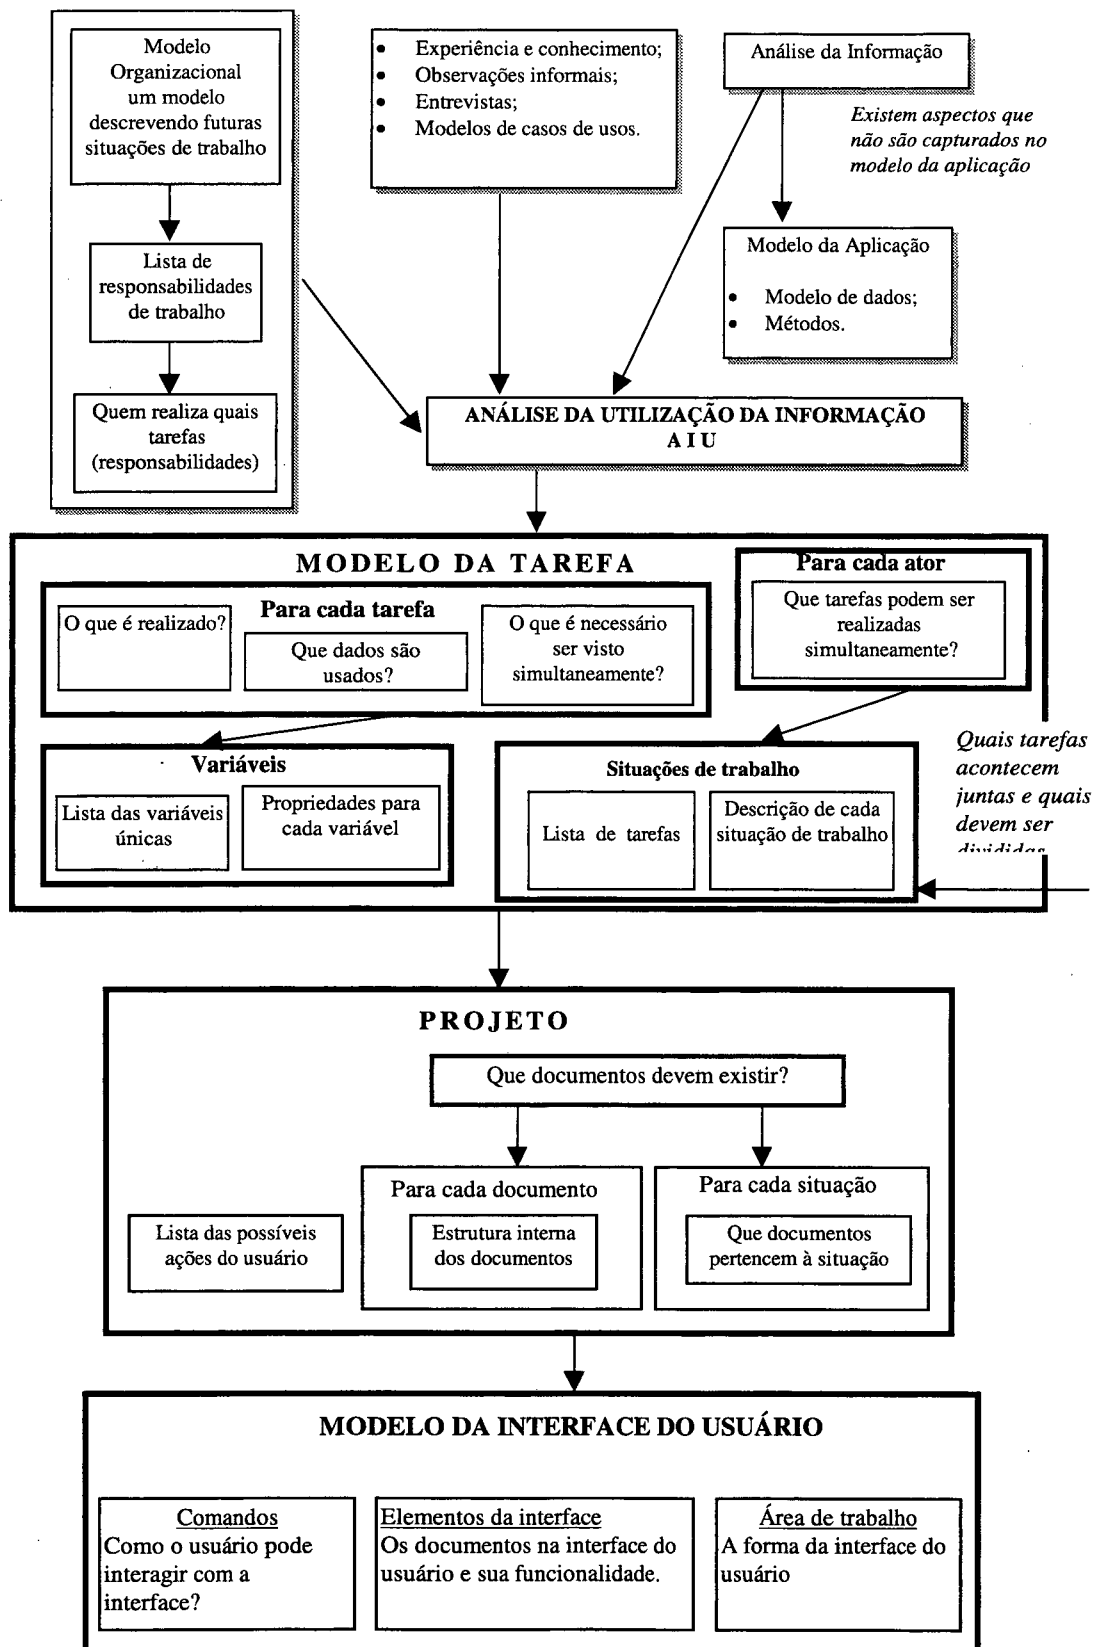 Modelo
Organizacional
um modelo
descrevendo futuras
situações de trabalho
Lista de
responsabilidades
de trabalho
Quem realiza quais
tarefas
(responsabilidades)
• Experiência e conhecimento;
• Observações informais;
• Entrevistas;
• Modelos de casos de usos.
Análise da Informação
Existem aspectos que
não são capturados no
modelo da aplicação
Modelo da Aplicação
• Modelo de dados;
• Métodos.
ANÁLISE DA UTILIZAÇÃO DA INFORMAÇÃO
A I U
MODELO DA TAREFA
Para cada tarefa
O que é realizado?
Que dados são
usados?
O que é necessário
ser visto
simultaneamente?
Para cada ator
Que tarefas podem ser
realizadas
simultaneamente?
Variáveis
Lista das variáveis
únicas
Propriedades para
cada variável
Situações de trabalho
Lista de tarefas
Descrição de cada
situação de trabalho
Quais tarefas
acontecem
juntas e quais
devem ser
divididas
PROJETO
Que documentos devem existir?
Lista das possíveis
ações do usuário
Para cada documento
Estrutura interna
dos documentos
Para cada situação
Que documentos
pertencem à situação
MODELO DA INTERFACE DO USUÁRIO
Comandos
Como o usuário pode
interagir com a
interface?
Elementos da interface
Os documentos na interface do
usuário e sua funcionalidade.
Área de trabalho
A forma da interface do
usuário